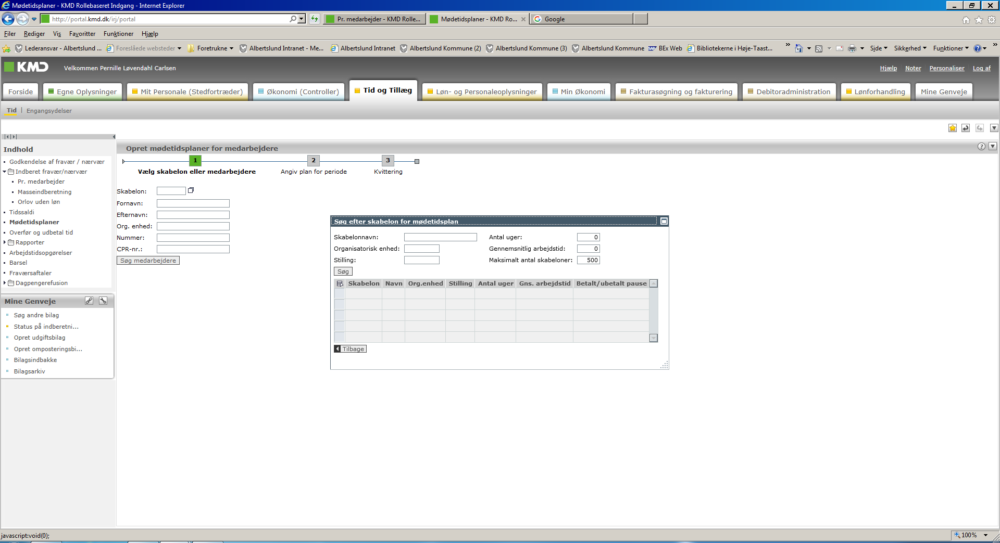 Mødetidsplaner - KMD Rollebaseret Indgang - Internet Explorer
http://portal.kmd.dk/irj/portal
Pr. medarbejder - KMD Rolle...
Mødetidsplaner - KMD Ro...
Google
Filer Rediger Vis Favoritter Funktioner Hjælp
Lederansvar - Albertslund ... Foreslåede websteder Foretrukne Albertslund Intranet - Me... Albertslund Intranet Albertslund Kommune (2) Albertslund Kommune (3) Albertslund Kommune BEx Web Bibliotekerne i Høje-Taast... » Side Sikkerhed Funktioner »
KMD Velkommen Pernille Løvendahl Carlsen
Hjælp Noter Personaliser Log af
Forside Egne Oplysninger Mit Personale (Stedfortræder) Økonomi (Controller) Tid og Tillæg Løn- og Personaleoplysninger Min Økonomi Fakturasøgning og fakturering Debitoradministration Lønforhandling Mine Genveje
Tid | Engangsydelser
Indhold
Godkendelse af fravær / nærvær
Indberet fravær/nærvær
Pr. medarbejder
Masseindberetning
Orlov uden løn
Tidssaldi
Mødetidsplaner
Overfør og udbetal tid
Rapporter
Arbejdstidsopgørelser
Barsel
Fraværsaftaler
Dagpengerefusion
Mine Genveje
Søg andre bilag
Status på indberetni...
Opret udgiftsbilag
Opret omposteringsbi...
Bilagsindbakke
Bilagsarkiv
Opret mødetidsplaner for medarbejdere
1 2 3
Vælg skabelon eller medarbejdere Angiv plan for periode Kvittering
Skabelon:
Fornavn:
Efternavn:
Org. enhed:
Nummer:
CPR-nr.:
Søg medarbejdere
Søg efter skabelon for mødetidsplan
Skabelonnavn: Antal uger: 0
Organisatorisk enhed: Gennemsnitlig arbejdstid: 0
Stilling: Maksimalt antal skabeloner: 500
Søg
Skabelon Navn Org.enhed Stilling Antal uger Gns. arbejdstid Betalt/ubetalt pause
Tilbage
javascript:void(0);
100%